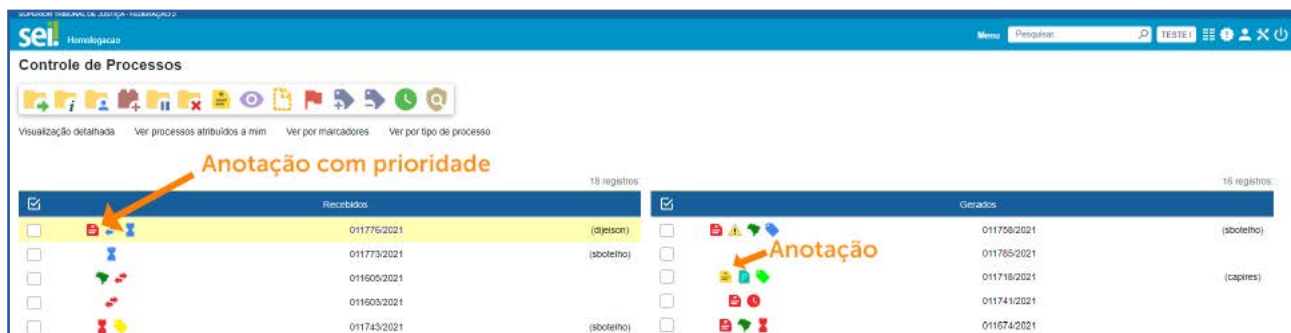 SUPERIOR TRIBUNAL DE JUSTIÇA - FEDERAÇÃO 2
sei. Homologacao Menu Pesquisar... TESTE I
Controle de Processos
Visualização detalhada Ver processos atribuídos a mim Ver por marcadores Ver por tipo de processo
Anotação com prioridade
18 registros: 16 registros:
Recebidos Gerados
011776/2021 (dijeison) 011758/2021 (sbotelho)
011773/2021 (sbotelho) Anotação 011785/2021
011605/2021 011718/2021 (capires)
011603/2021 011741/2021
011743/2021 (sbotelho) 011674/2021